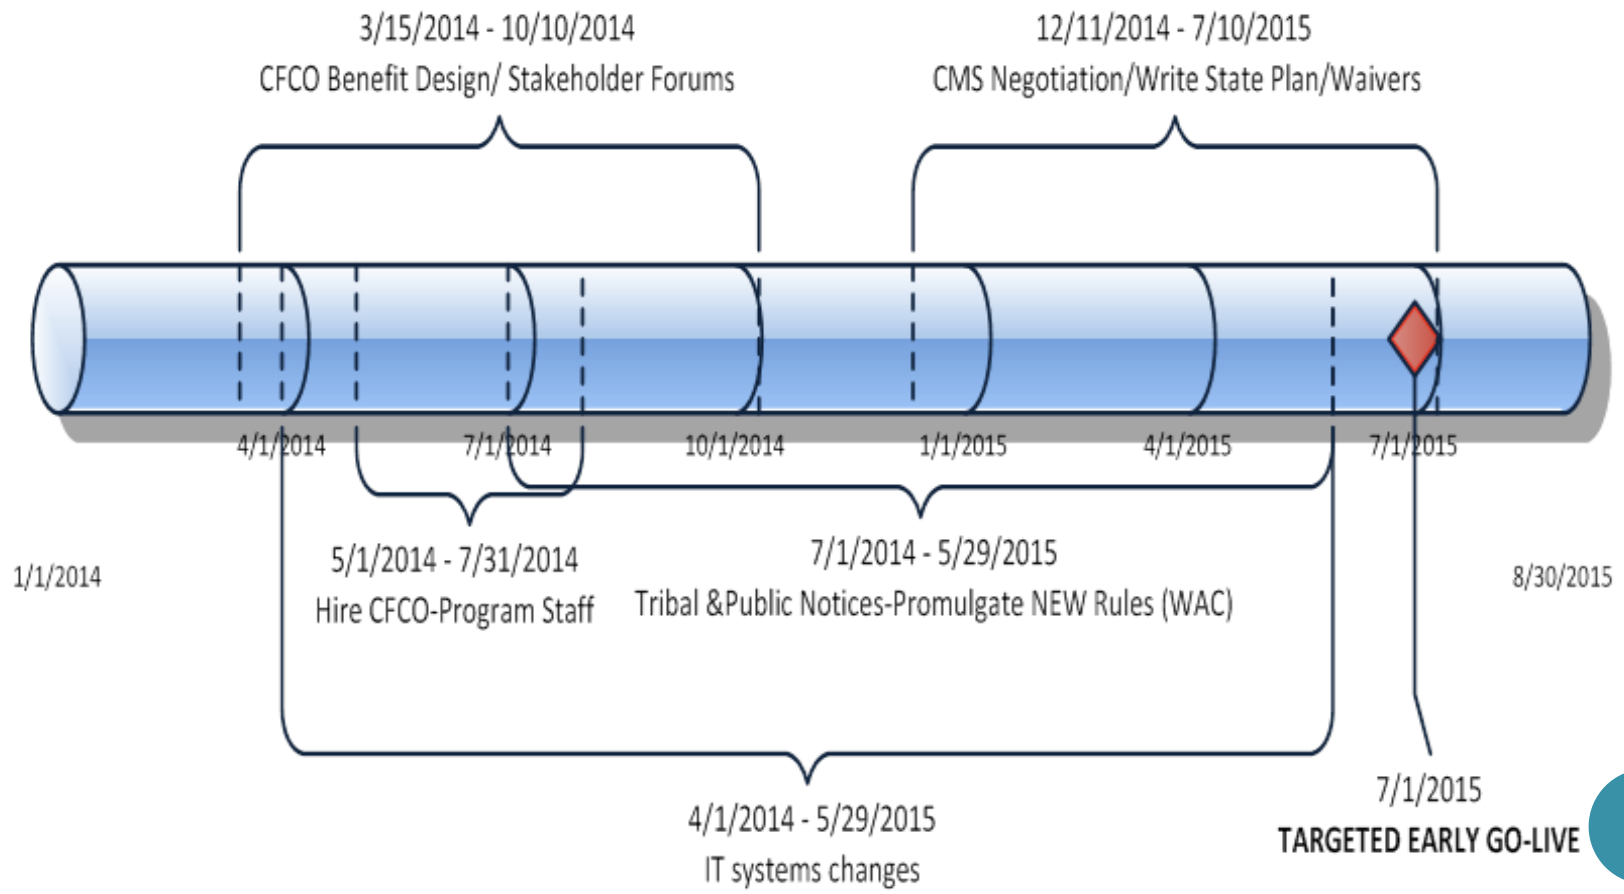 3/15/2014 - 10/10/2014
CFCO Benefit Design/ Stakeholder Forums
12/11/2014 - 7/10/2015
CMS Negotiation/Write State Plan/Waivers
4/1/2014
7/1/2014
10/1/2014
1/1/2015
4/1/2015
7/1/2015
1/1/2014
8/30/2015
5/1/2014 - 7/31/2014
Hire CFCO-Program Staff
7/1/2014 - 5/29/2015
Tribal &Public Notices-Promulgate NEW Rules (WAC)
4/1/2014 - 5/29/2015
IT systems changes
7/1/2015
TARGETED EARLY GO-LIVE